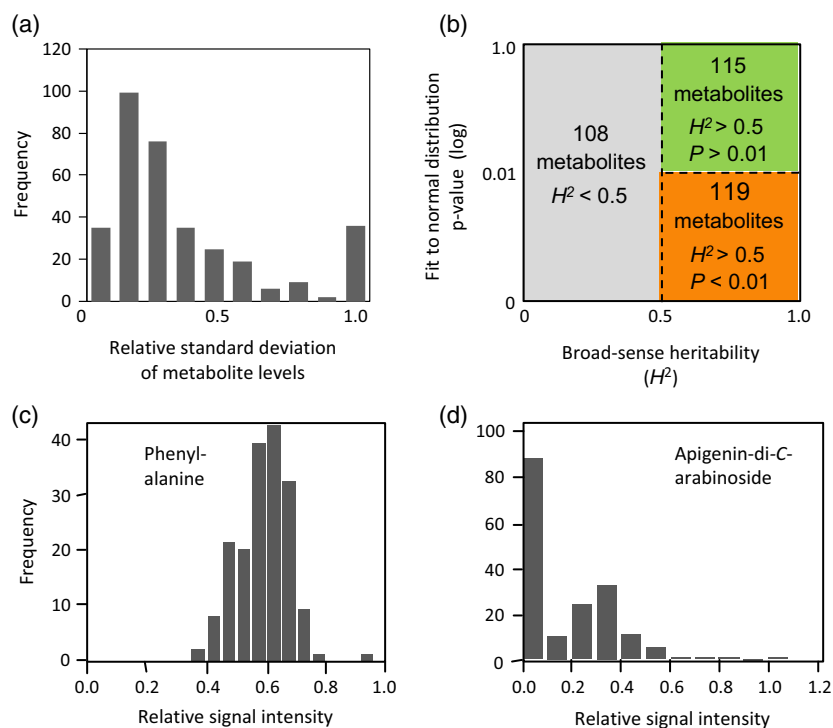 (a)
120
100
80
60
40
20
0
Frequency
0
0.5
1.0
Relative standard deviation
of metabolite levels
(b)
1.0
0.01
0
Fit to normal distribution
p-value (log)
108
metabolites
H² < 0.5
115
metabolites
H² > 0.5
P > 0.01
119
metabolites
H² > 0.5
P < 0.01
0
0.5
1.0
Broad-sense heritability
(H²)
(c)
40
30
20
10
0
Frequency
Phenyl-
alanine
0.0
0.2
0.4
0.6
0.8
1.0
Relative signal intensity
(d)
100
80
60
40
20
0
Apigenin-di-C-
arabinoside
0.0
0.2
0.4
0.6
0.8
1.0
1.2
Relative signal intensity